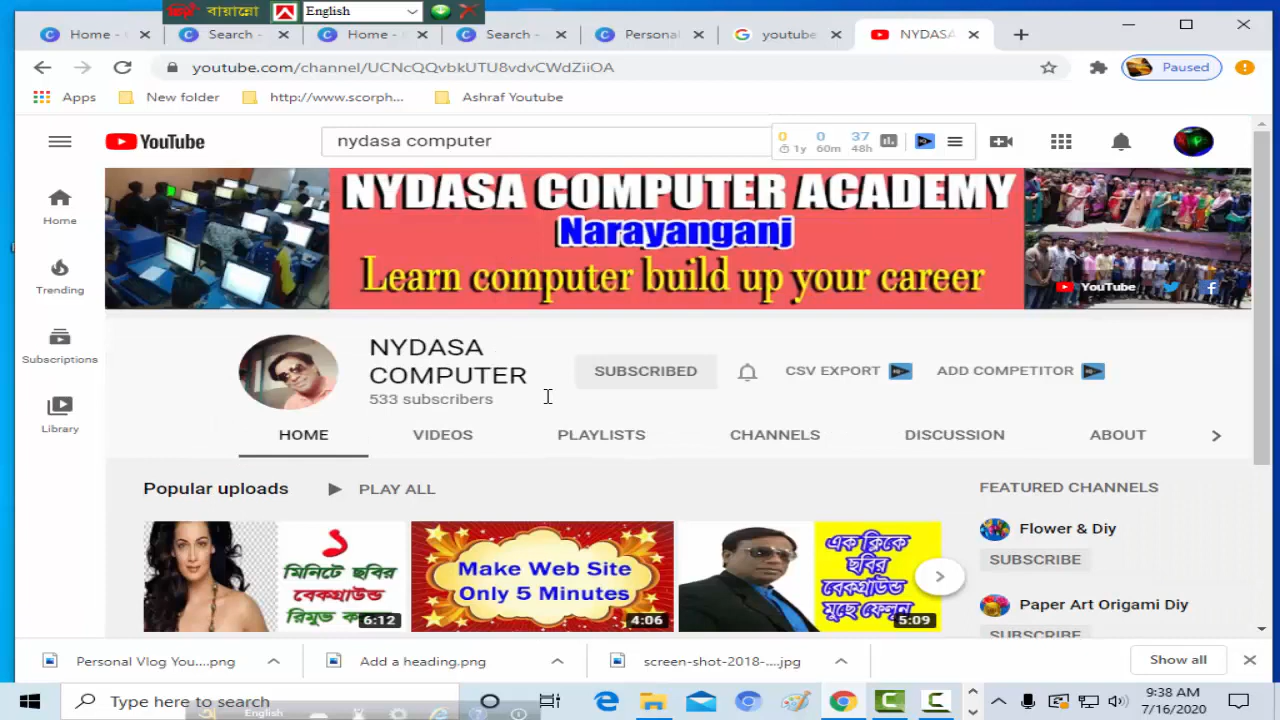 বায়ান্নো
English
Home -
Search -
Home -
Search -
Personal
youtube
NYDASA
youtube.com/channel/UCNcQQvbkUTU8vdvCWdZiiOA
Paused
Apps
New folder
http://www.scorph...
Ashraf Youtube
YouTube
nydasa computer
0 0 37
1y 60m 48h
NYDASA COMPUTER ACADEMY
Narayanganj
Learn computer build up your career
YouTube
Home
Trending
Subscriptions
Library
NYDASA
COMPUTER
533 subscribers
SUBSCRIBED
CSV EXPORT
ADD COMPETITOR
HOME
VIDEOS
PLAYLISTS
CHANNELS
DISCUSSION
ABOUT
Popular uploads
PLAY ALL
FEATURED CHANNELS
Flower & Diy
SUBSCRIBE
Paper Art Origami Diy
SUBSCRIBE
১
মিনিটে ছবির
বেকগ্রাউন্ড
রিমুভ
6:12
Make Web Site
Only 5 Minutes
4:06
এক ক্লিকে
ছবির
বেকগ্রাউন্ড
মুছে ফেলুন
5:09
Personal Vlog You....png
Add a heading.png
screen-shot-2018-....jpg
Show all
Type here to search
English
9:38 AM
7/16/2020